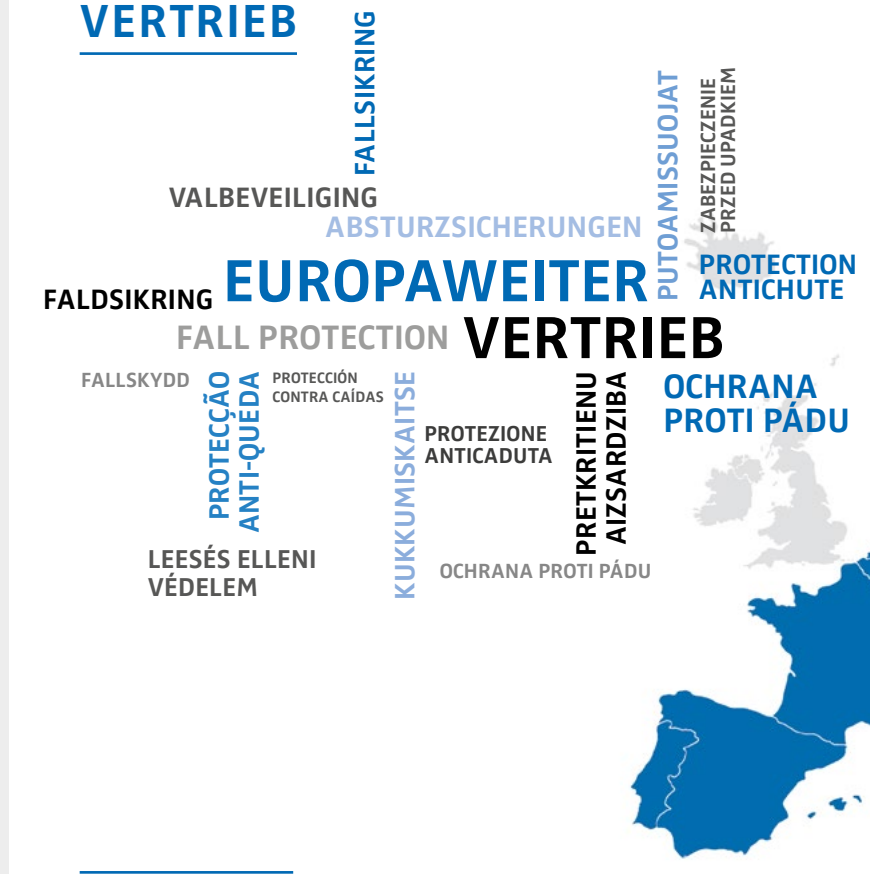 VERTRIEB
FALLSIKRING
PUTOAMISSUOJAT
ZABEZPIECZENIE
PRZED UPADKIEM
VALBEVEILIGING
ABSTURZSICHERUNGEN
PROTECTION
ANTICHUTE
EUROPAWEITER
FALDSIKRING
FALL PROTECTION
VERTRIEB
FALLSKYDD
PROTECÇÃO
ANTI-QUEDA
PROTECCIÓN
CONTRA CAÍDAS
KUKKUMISKAITSE
PROTEZIONE
ANTICADUTA
PRETKRITIENU
AIZSARDZIBA
OCHRANA
PROTI PÁDU
LEESÉS ELLENI
VÉDELEM
OCHRANA PROTI PÁDU